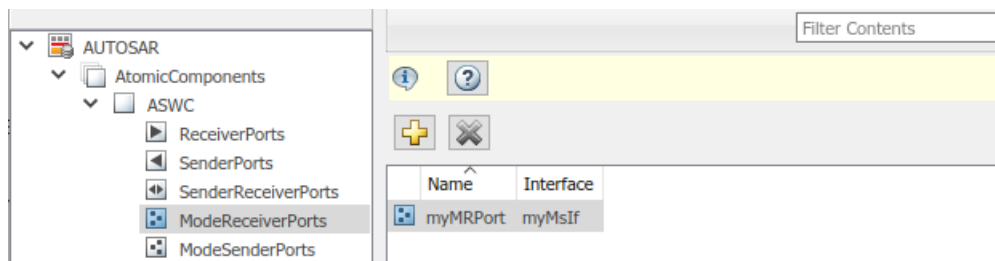 Filter Contents
AUTOSAR
AtomicComponents
ASWC
ReceiverPorts
SenderPorts
SenderReceiverPorts
ModeReceiverPorts
ModeSenderPorts
Name Interface
myMRPort myMsIf